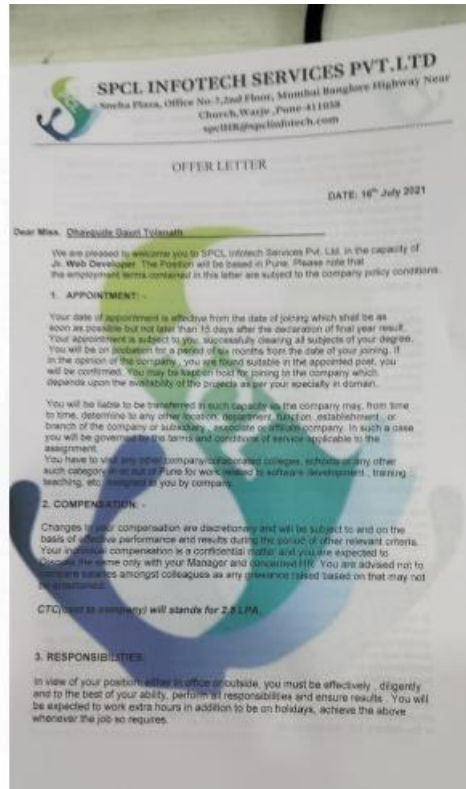 SPCL INFOTECH SERVICES PVT.LTD
Sneha Plaza, Office No-7,2nd Floor, Mumbai Banglore Highway Near
Church,Warje ,Pune-411058
spclHR@spclinfotech.com
OFFER LETTER
DATE: 16th July 2021
Dear Miss. Dhaygude Gauri
We are pleased to welcome you to SPCL Infotech Services Pvt. Ltd. in the capacity of
Jr. Web Developer. The Position will be based in Pune. Please note that
the employment terms contained in this letter are subject to the company policy conditions.
1. APPOINTMENT: -
Your date of appointment is effective from the date of joining which shall be as
soon as possible but not later than 15 days after the declaration of final year result.
Your appointment is subject to you, successfully clearing all subjects of your degree.
You will be on probation for a period of six months from the date of your joining. If
in the opinion of the company , you are found suitable in the appointed post, you
will be confirmed. You may be kept on hold for joining to the company which
depends upon the availability of the projects as per your specialty in domain.
You will be liable to be transferred in such capacity as the company may, from time
to time, determine to any other location, department, function, establishment , or
branch of the company or subsidiary, associate or affiliate company. In such a case
you will be governed by the terms and conditions of service applicable to the
assignment.
You have to visit any other company/collaborated colleges, schools or any other
such category in or out of Pune for work related to software development , training
teaching, etc, assigned to you by company.
2. COMPENSATION: -
Changes in your compensation are discretionary and will be subject to and on the
basis of effective performance and results during the period of other relevant criteria.
Your individual compensation is a confidential matter and you are expected to
Discuss the same only with your Manager and concerned HR. You are advised not to
compare salaries amongst colleagues as any grievance raised based on that may not
be entertained.
CTC(cost to company) will stands for 2.5 LPA.
3. RESPONSIBILITIES:
In view of your position, either in office or outside, you must be effectively , diligently
and to the best of your ability, perform all responsibilities and ensure results . You will
be expected to work extra hours in addition to be on holidays, achieve the above
whenever the job so requires.